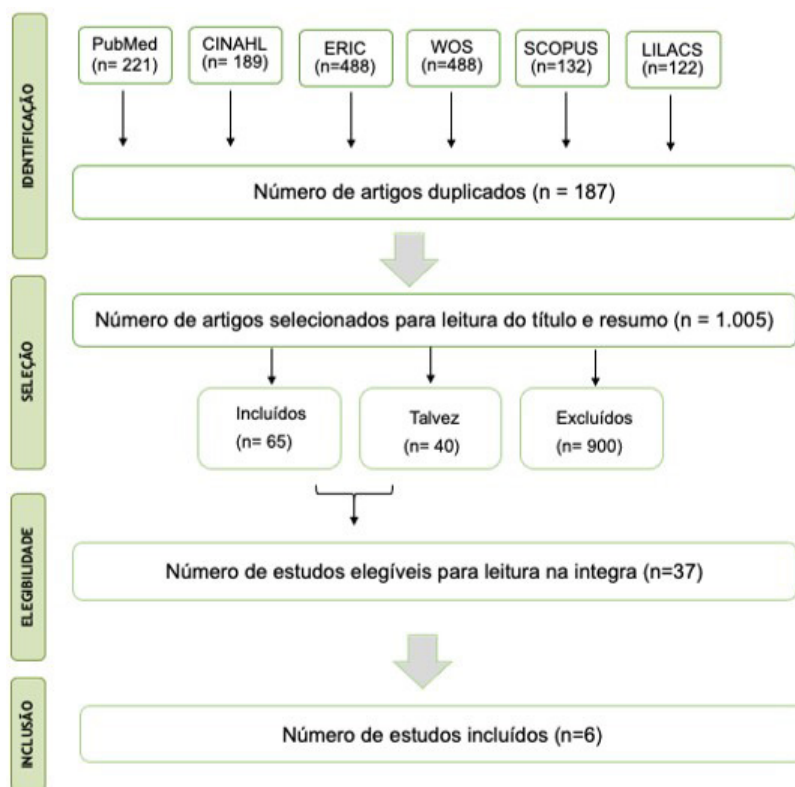 PubMed
(n= 221)
CINAHL
(n= 189)
ERIC
(n=488)
WOS
(n=488)
SCOPUS
(n=132)
LILACS
(n=122)
IDENTIFICAÇÃO
Número de artigos duplicados (n = 187)
SELEÇÃO
Número de artigos selecionados para leitura do título e resumo (n = 1.005)
Incluídos
(n= 65)
Talvez
(n= 40)
Excluídos
(n= 900)
ELEGIBILIDADE
Número de estudos elegíveis para leitura na integra (n=37)
INCLUSÃO
Número de estudos incluídos (n=6)